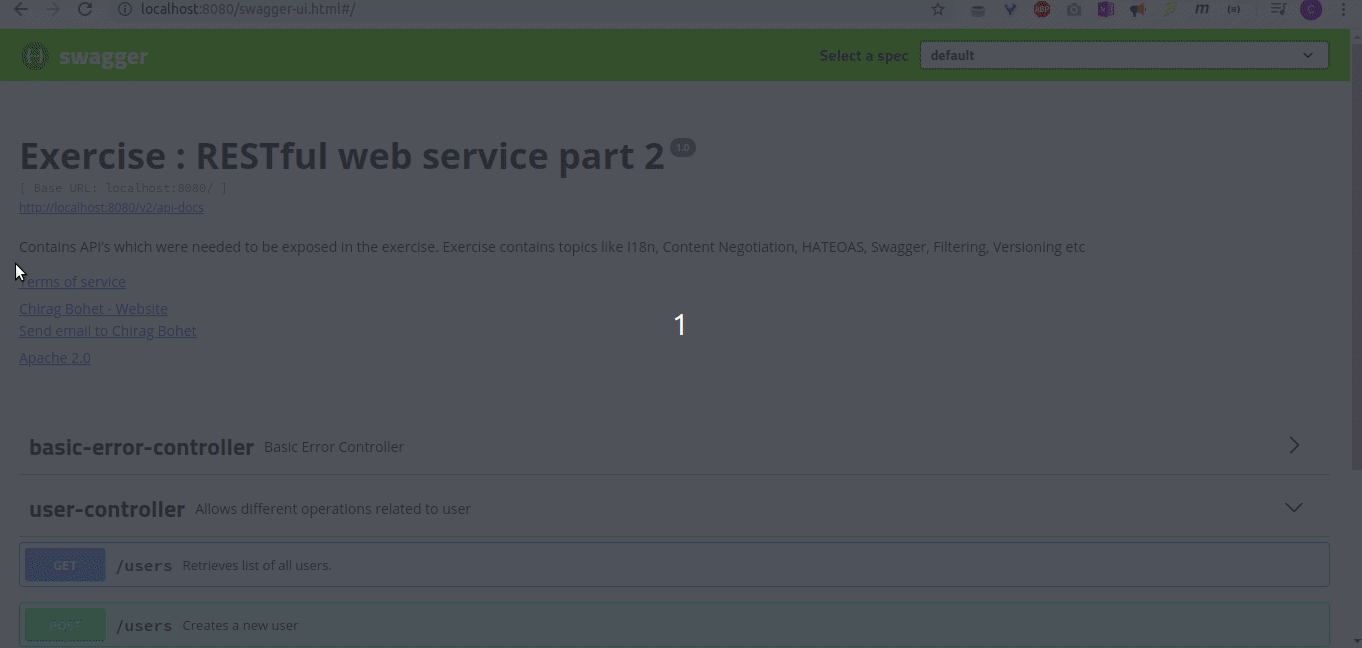 localhost:8080/swagger-ui.html#/
ABP
m
C
swagger
Select a spec
default
Exercise : RESTful web service part 2 1.0
[ Base URL: localhost:8080/ ]
http://localhost:8080/v2/api-docs
Contains API's which were needed to be exposed in the exercise. Exercise contains topics like I18n, Content Negotiation, HATEOAS, Swagger, Filtering, Versioning etc
Terms of service
Chirag Bohet - Website
1
Send email to Chirag Bohet
Apache 2.0
basic-error-controller Basic Error Controller
user-controller Allows different operations related to user
GET /users Retrieves list of all users.
POST /users Creates a new user